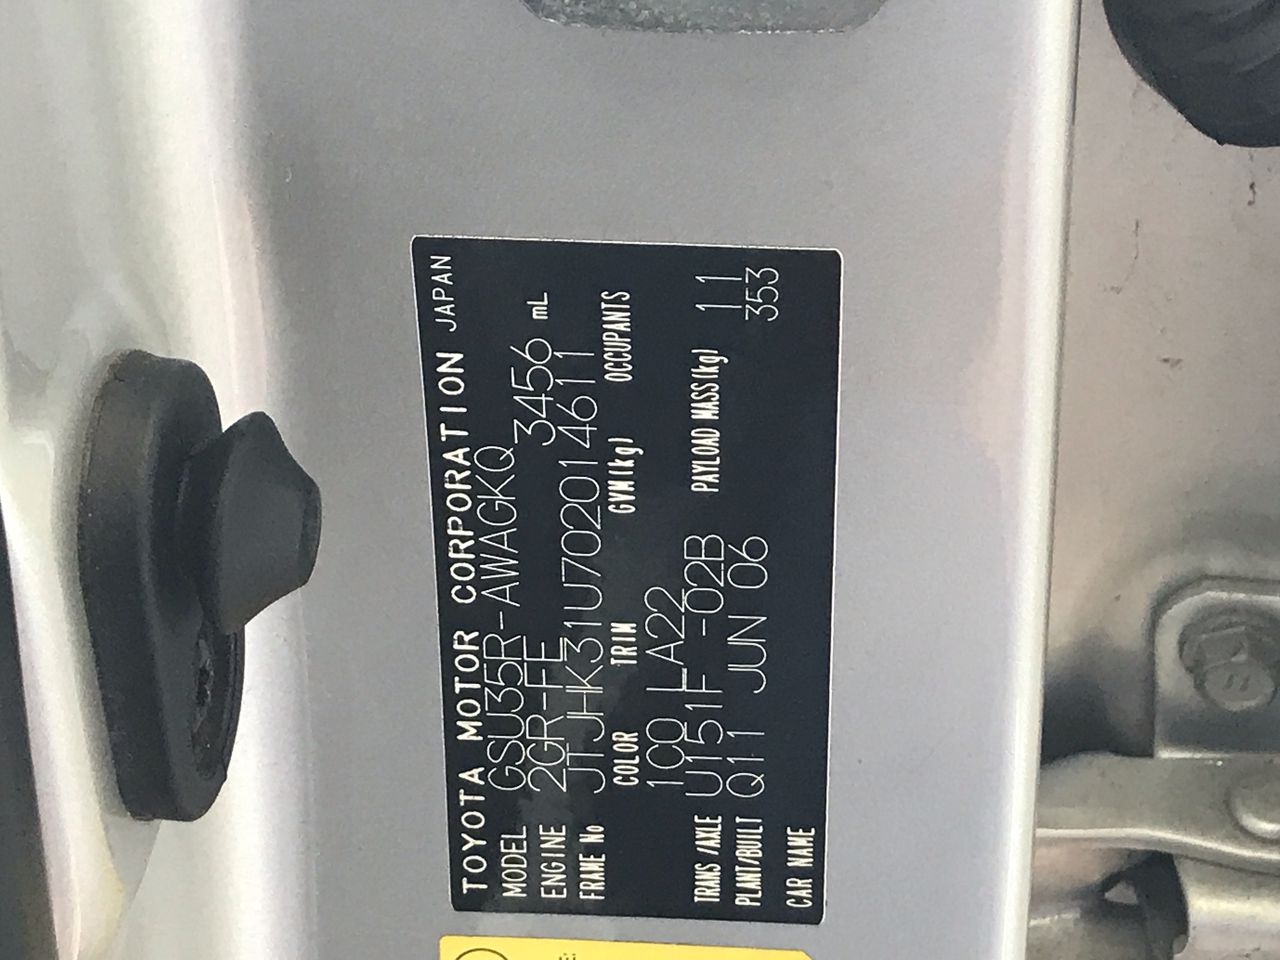 TOYOTA MOTOR CORPORATION JAPAN
MODEL GSU35R-AWAGKQ
ENGINE 2GR-FE 3456 mL
FRAME No JTJHK31U702014611
COLOR TRIM GVM(kg) OCCUPANTS
1C0 LA22
TRANS/AXLE U151F -02B PAYLOAD MASS(kg) 11
PLANT/BUILT Q11 JUN 06 353
CAR NAME